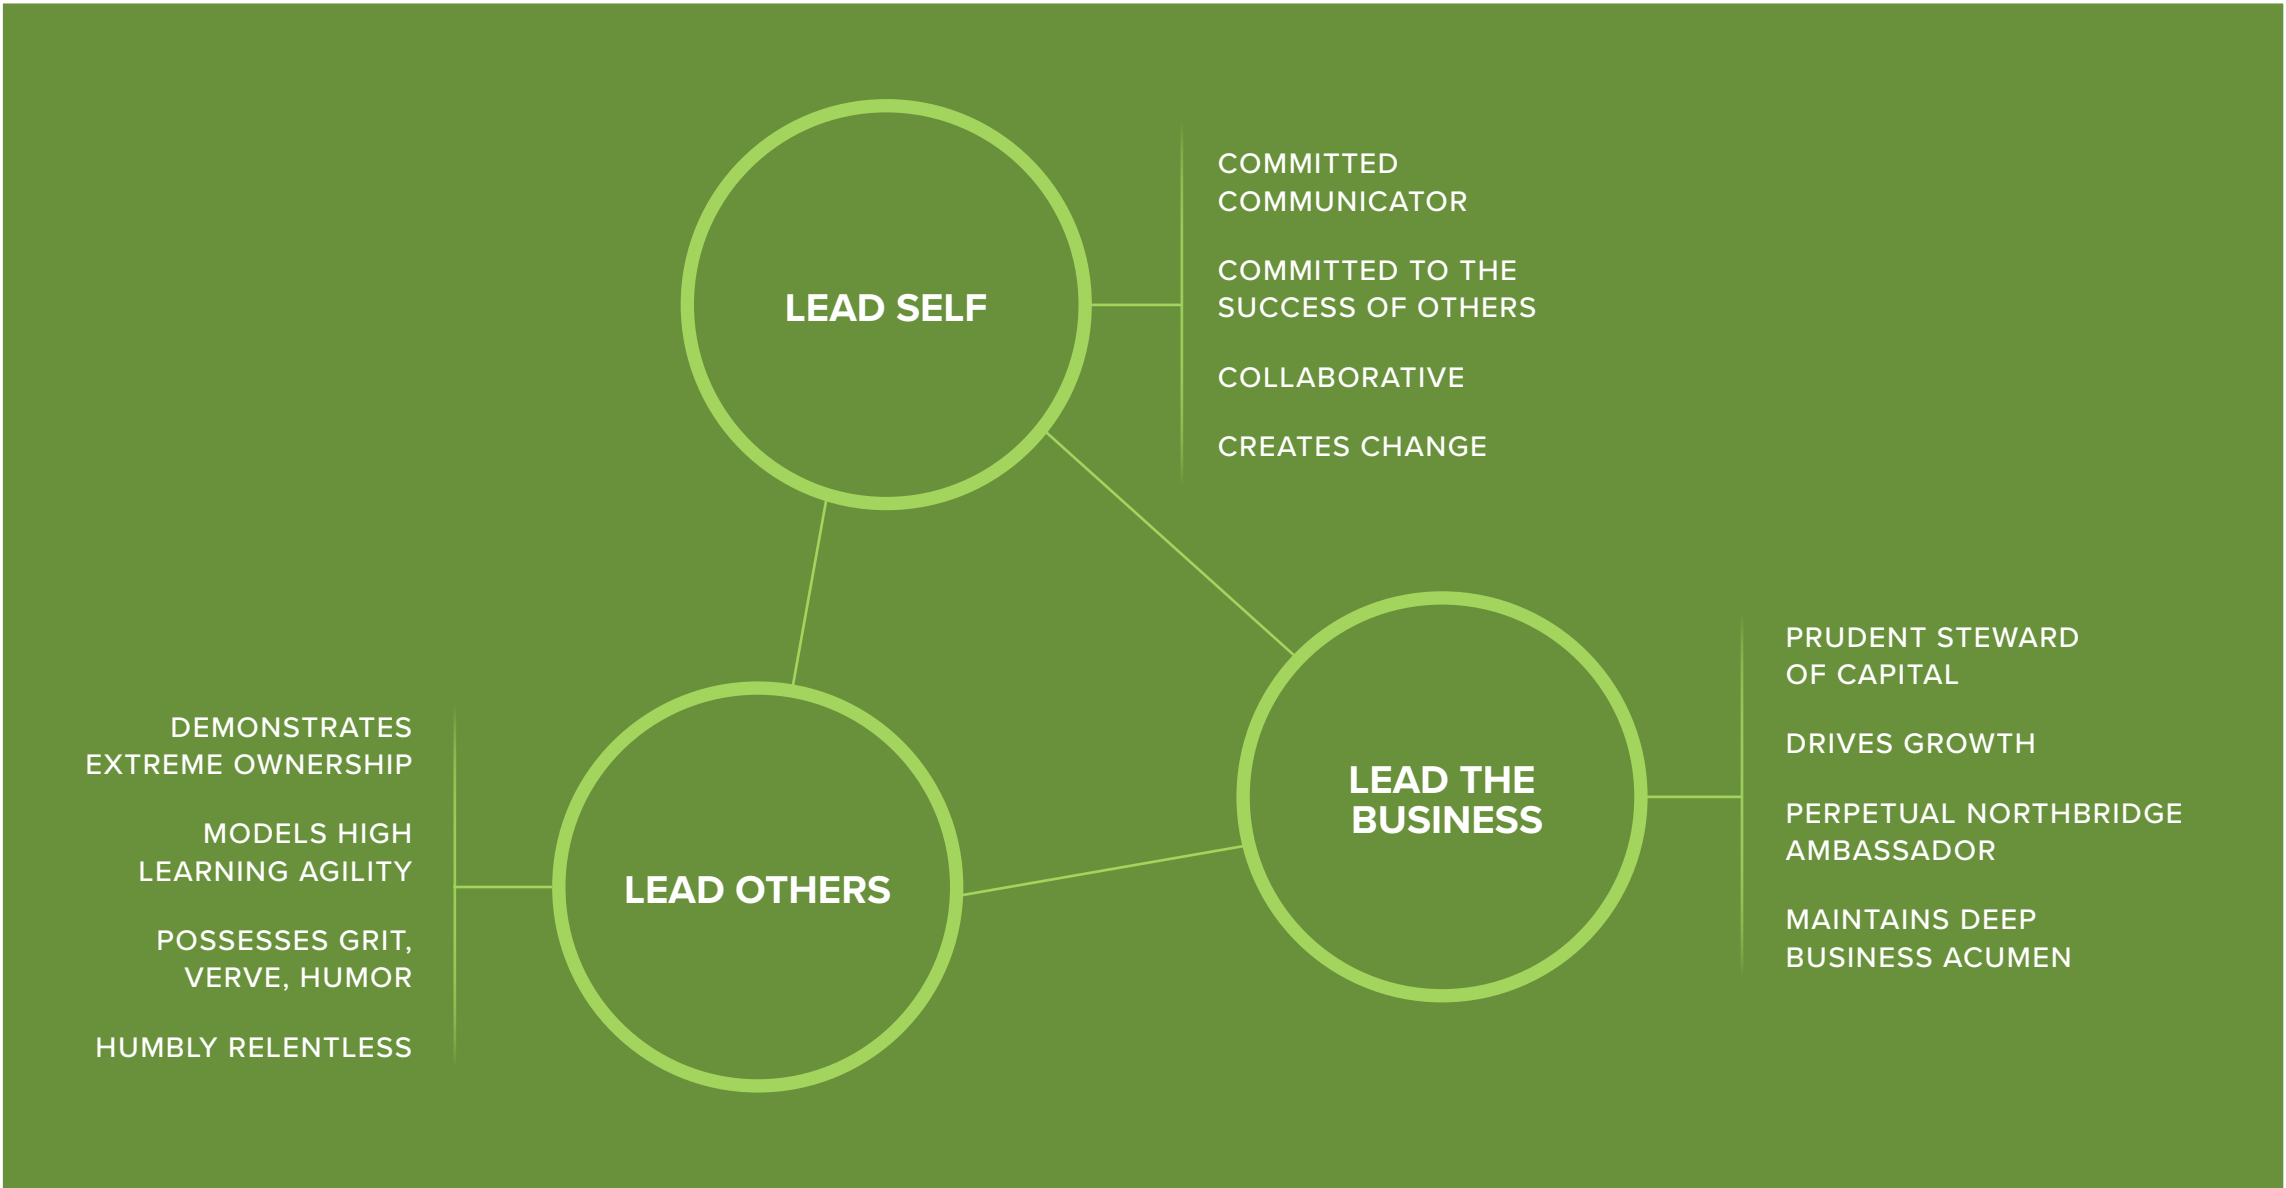 LEAD SELF
COMMITTED
COMMUNICATOR
COMMITTED TO THE
SUCCESS OF OTHERS
COLLABORATIVE
CREATES CHANGE
DEMONSTRATES
EXTREME OWNERSHIP
MODELS HIGH
LEARNING AGILITY
POSSESSES GRIT,
VERVE, HUMOR
HUMBLY RELENTLESS
LEAD OTHERS
LEAD THE
BUSINESS
PRUDENT STEWARD
OF CAPITAL
DRIVES GROWTH
PERPETUAL NORTHBRIDGE
AMBASSADOR
MAINTAINS DEEP
BUSINESS ACUMEN